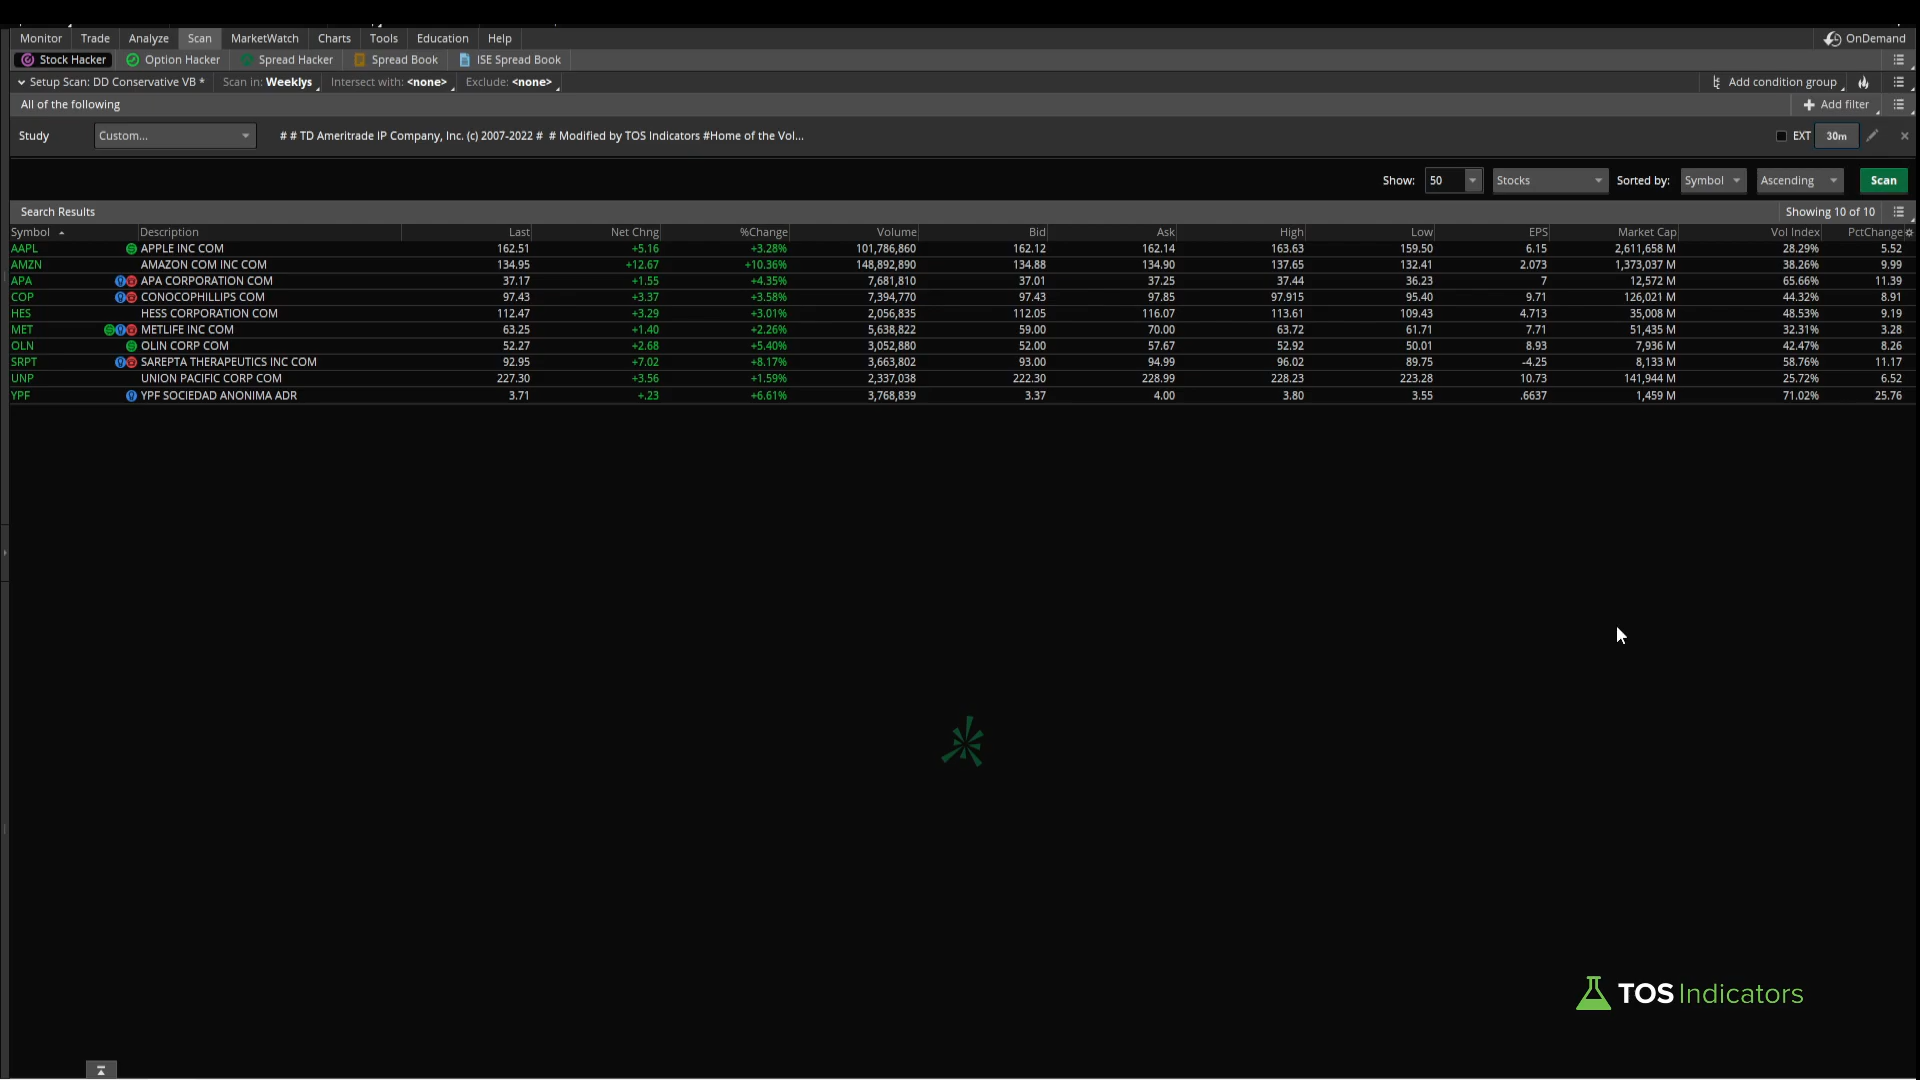 Monitor Trade Analyze Scan MarketWatch Charts Tools Education Help OnDemand
Stock Hacker Option Hacker Spread Hacker Spread Book ISE Spread Book
Setup Scan: DD Conservative VB * Scan in: Weeklys Intersect with: <none> Exclude: <none> Add condition group
All of the following Add filter
Study Custom... # # TD Ameritrade IP Company, Inc. (c) 2007-2022 # # Modified by TOS Indicators #Home of the Vol... EXT 30m
Show: 50 Stocks Sorted by: Symbol Ascending Scan
Search Results Showing 10 of 10
Symbol Description Last Net Chng %Change Volume Bid Ask High Low EPS Market Cap Vol Index PctChange
AAPL APPLE INC COM 162.51 +5.16 +3.28% 101,786,860 162.12 162.14 163.63 159.50 6.15 2,611,658 M 28.29% 5.52
AMZN AMAZON COM INC COM 134.95 +12.67 +10.36% 148,892,890 134.88 134.90 137.65 132.41 2.073 1,373,037 M 38.26% 9.99
APA APA CORPORATION COM 37.17 +1.55 +4.35% 7,681,810 37.01 37.25 37.44 36.23 7 12,572 M 65.66% 11.39
COP CONOCOPHILLIPS COM 97.43 +3.37 +3.58% 7,394,770 97.43 97.85 97.915 95.40 9.71 126,021 M 44.32% 8.91
HES HESS CORPORATION COM 112.47 +3.29 +3.01% 2,056,835 112.05 116.07 113.61 109.43 4.713 35,008 M 48.53% 9.19
MET METLIFE INC COM 63.25 +1.40 +2.26% 5,638,822 59.00 70.00 63.72 61.71 7.71 51,435 M 32.31% 3.28
OLN OLIN CORP COM 52.27 +2.68 +5.40% 3,052,880 52.00 57.67 52.92 50.01 8.93 7,936 M 42.47% 8.26
SRPT SAREPTA THERAPEUTICS INC COM 92.95 +7.02 +8.17% 3,663,802 93.00 94.99 96.02 89.75 -4.25 8,133 M 58.76% 11.17
UNP UNION PACIFIC CORP COM 227.30 +3.56 +1.59% 2,337,038 222.30 228.99 228.23 223.28 10.73 141,944 M 25.72% 6.52
YPF YPF SOCIEDAD ANONIMA ADR 3.71 +.23 +6.61% 3,768,839 3.37 4.00 3.80 3.55 .6637 1,459 M 71.02% 25.76
TOS Indicators